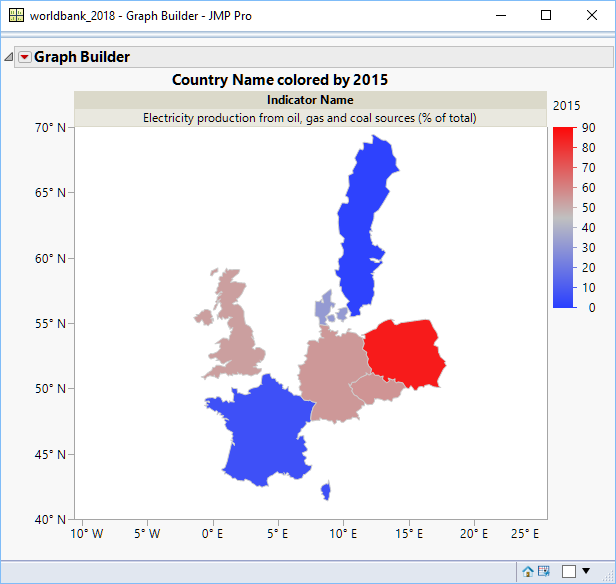 worldbank_2018 - Graph Builder - JMP Pro
Graph Builder
Country Name colored by 2015
Indicator Name
Electricity production from oil, gas and coal sources (% of total)
2015
90
80
70
60
50
40
30
20
10
0
70° N
65° N
60° N
55° N
50° N
45° N
40° N
10° W
5° W
0° E
5° E
10° E
15° E
20° E
25° E